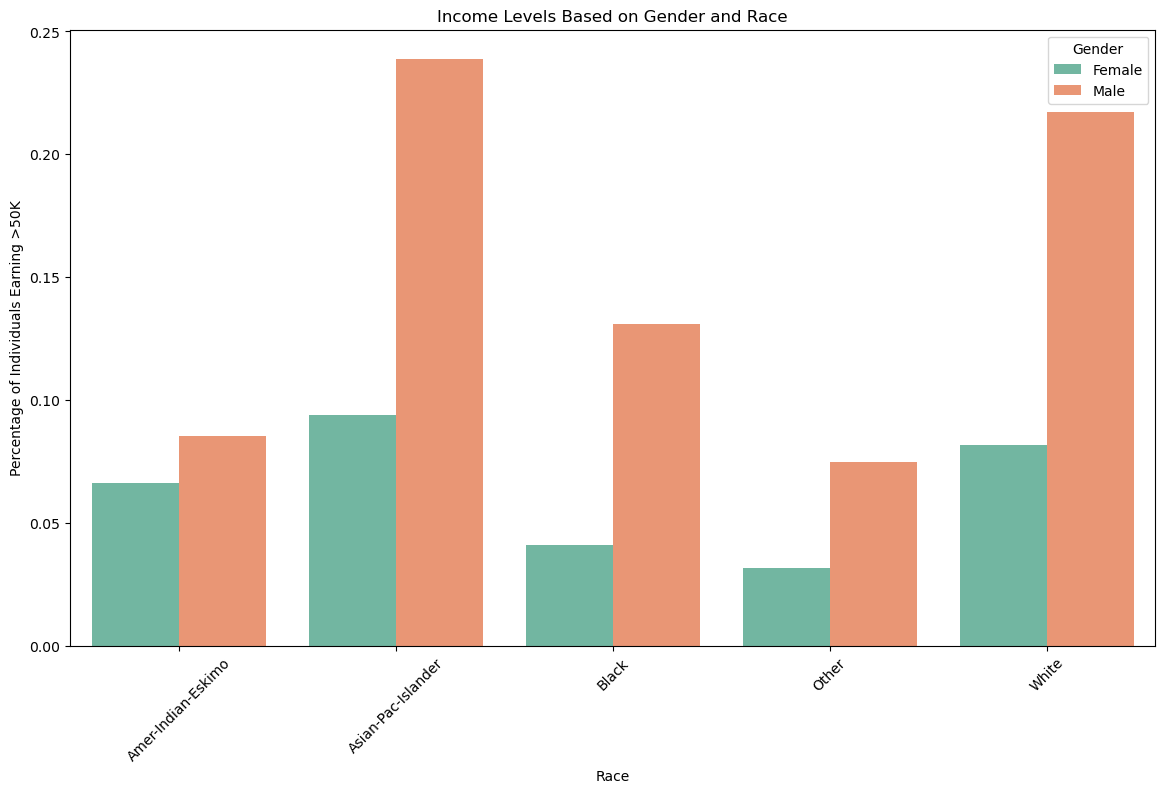 Income Levels Based on Gender and Race
Gender
Female
Male
Percentage of Individuals Earning >50K
0.25
0.20
0.15
0.10
0.05
0.00
Amer-Indian-Eskimo
Asian-Pac-Islander
Black
Other
White
Race